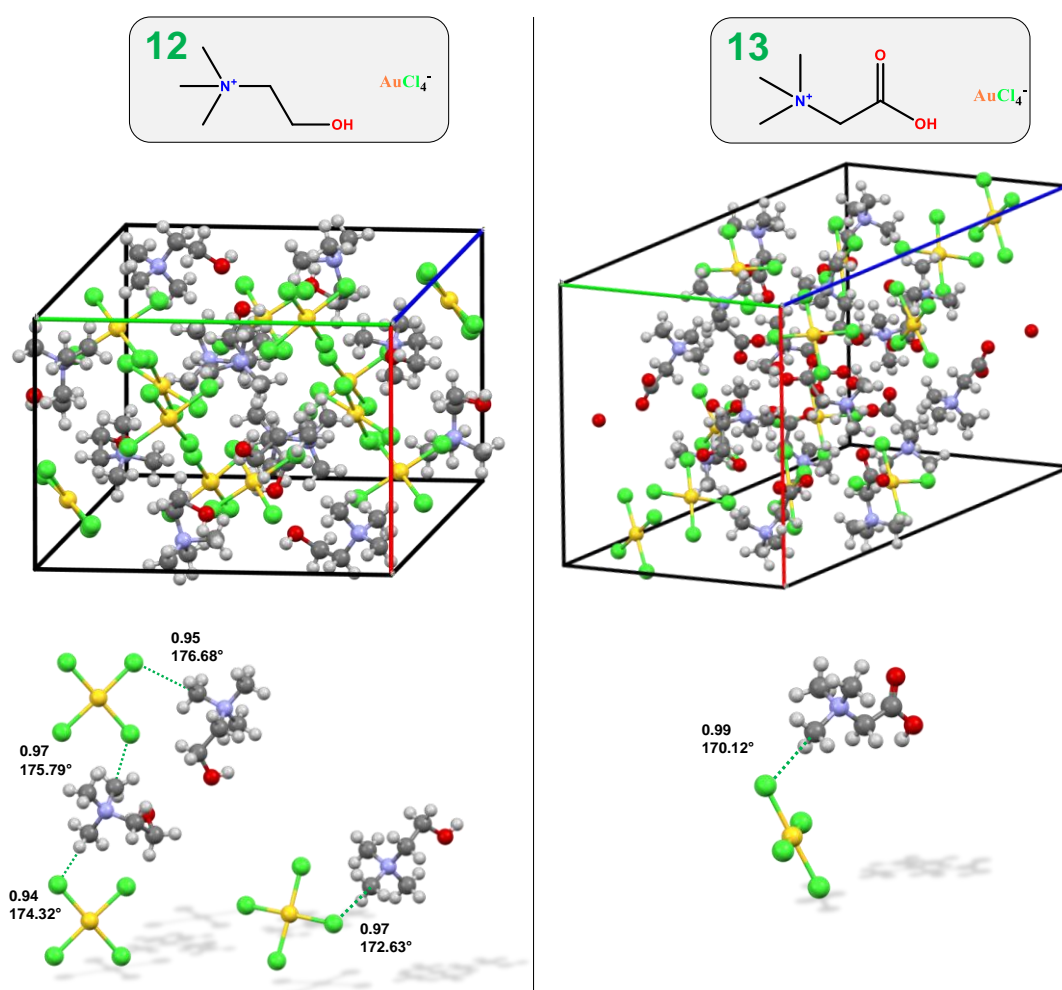 12
N+
OH
AuCl4-
0.95
176.68°
0.97
175.79°
0.94
174.32°
0.97
172.63°
13
O
N+
OH
AuCl4-
0.99
170.12°